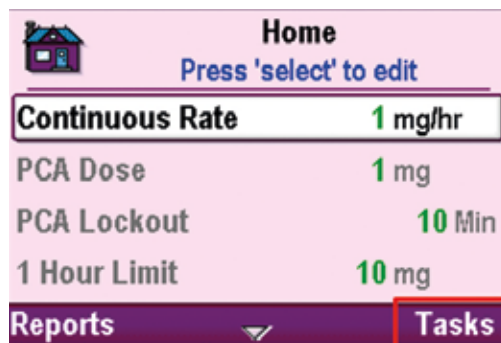 Home
Press 'select' to edit
Continuous Rate 1 mg/hr
PCA Dose 1 mg
PCA Lockout 10 Min
1 Hour Limit 10 mg
Reports Tasks